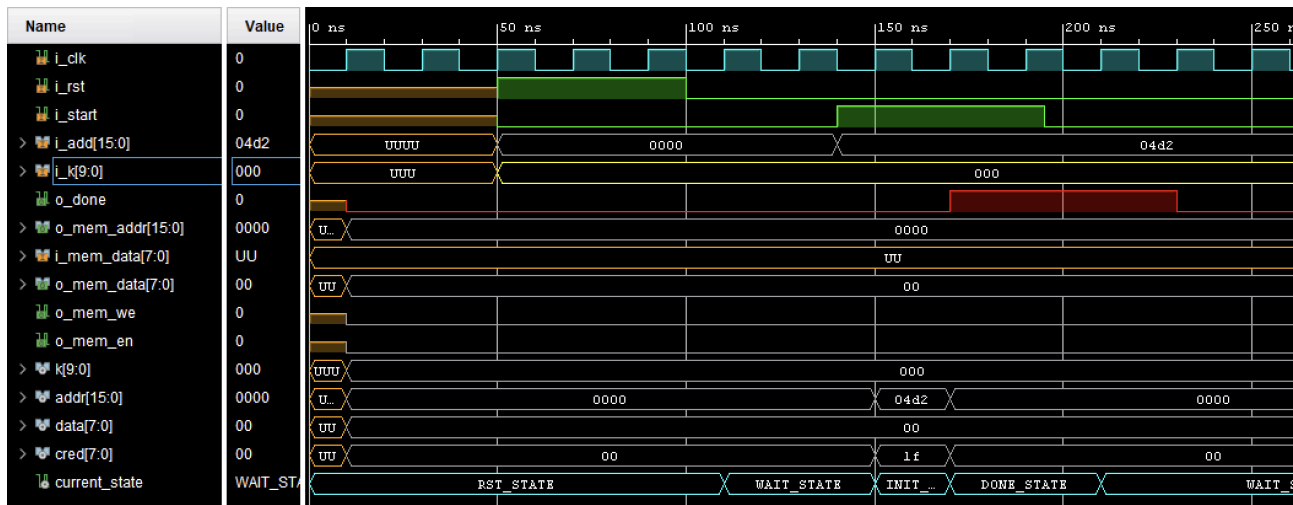 Name Value 0 ns 50 ns 100 ns 150 ns 200 ns 250 n
i_clk 0
i_rst 0
i_start 0
i_add[15:0] 04d2 UUUU 0000 04d2
i_k[9:0] 000 UUU 000
o_done 0
o_mem_addr[15:0] 0000 U... 0000
i_mem_data[7:0] UU UU
o_mem_data[7:0] 00 UU 00
o_mem_we 0
o_mem_en 0
k[9:0] 000 UUU 000
addr[15:0] 0000 U... 0000 04d2 0000
data[7:0] 00 UU 00
cred[7:0] 00 UU 00 1f 00
current_state WAIT_STA RST_STATE WAIT_STATE INIT_... DONE_STATE WAIT_S